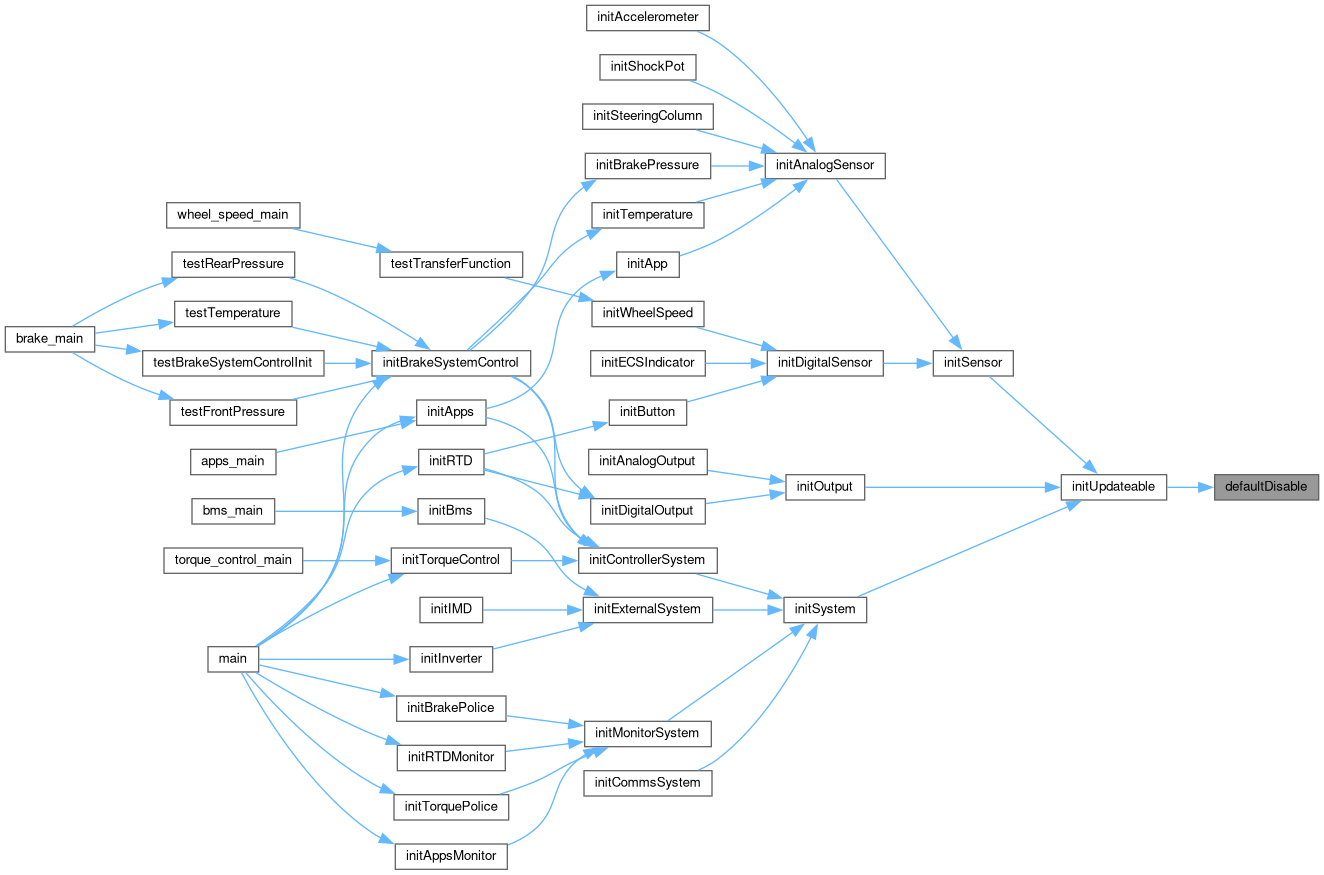 initAccelerometer
initShockPot
initSteeringColumn
initBrakePressure
initAnalogSensor
initTemperature
wheel_speed_main
testRearPressure
testTransferFunction
initApp
testTemperature
initWheelSpeed
brake_main
testBrakeSystemControlInit
initBrakeSystemControl
initECSIndicator
initDigitalSensor
initSensor
testFrontPressure
initApps
initButton
apps_main
initRTD
initAnalogOutput
initOutput
initUpdateable
defaultDisable
bms_main
initBms
initDigitalOutput
torque_control_main
initTorqueControl
initControllerSystem
initIMD
initExternalSystem
initSystem
main
initInverter
initBrakePolice
initMonitorSystem
initRTDMonitor
initCommsSystem
initTorquePolice
initAppsMonitor